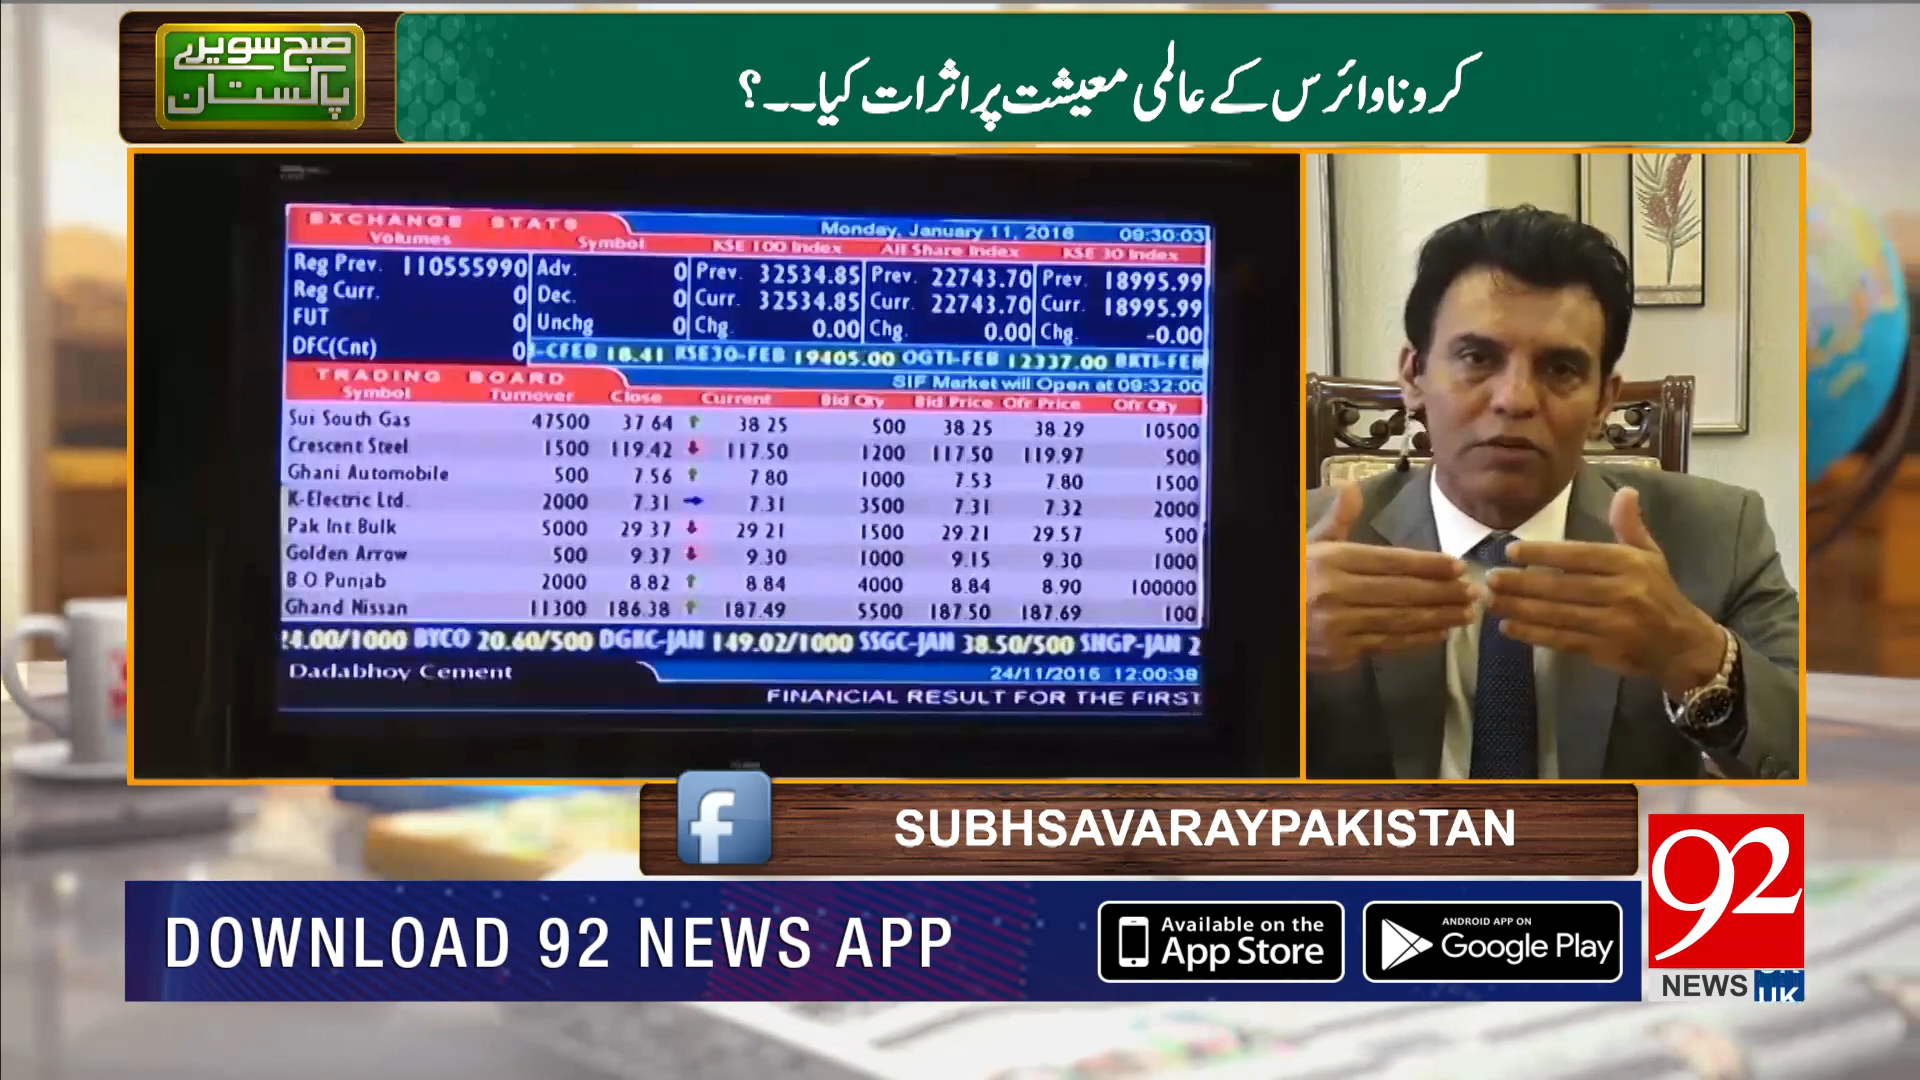 صبح سویرے
پاکستان
کرونا وائرس کے عالمی معیشت پر اثرات کیا۔۔۔؟
EXCHANGE STATS
Monday, January 11, 2016 09:30:03
Volumes Symbol KSE 100 Index All Share Index KSE 30 Index
Reg Prev. 110555990 Adv. 0 Prev. 32534.85 Prev. 22743.70 Prev 18995.99
Reg Curr. 0 Dec. 0 Curr. 32534.85 Curr. 22743.70 Curr. 18995.99
FUT 0 Unchg 0 Chg. 0.00 Chg. 0.00 Chg. -0.00
DFC(Cnt) 0
-CFEB 18.41 KSE30-FEB 19405.00 OGTI-FEB 12337.00 BKTI-FEB
TRADING BOARD
SIF Market will Open at 09:32:00
Symbol Turnover Close Current Bid Qty Bid Price Ofr Price Ofr Qty
Sui South Gas 47500 37.64 38.25 500 38.25 38.29 10500
Crescent Steel 1500 119.42 117.50 1200 117.50 119.97 500
Ghani Automobile 500 7.56 7.80 1000 7.53 7.80 1500
K-Electric Ltd. 2000 7.31 7.31 3500 7.31 7.32 2000
Pak Int Bulk 5000 29.37 29.21 1500 29.21 29.57 500
Golden Arrow 500 9.37 9.30 1000 9.15 9.30 1000
B.O.Punjab 2000 8.82 8.84 4000 8.84 8.90 100000
Ghand Nissan 11300 186.38 187.49 5500 187.50 187.69 100
24.00/1000 BYCO 20.60/500 DGKC-JAN 149.02/1000 SSGC-JAN 38.50/500 SNGP-JAN 2
Dadabhoy Cement 24/11/2015 12:00:38
FINANCIAL RESULT FOR THE FIRST
SUBHSAVARAYPAKISTAN
DOWNLOAD 92 NEWS APP
Available on the
App Store
ANDROID APP ON
Google Play
92
NEWS UK